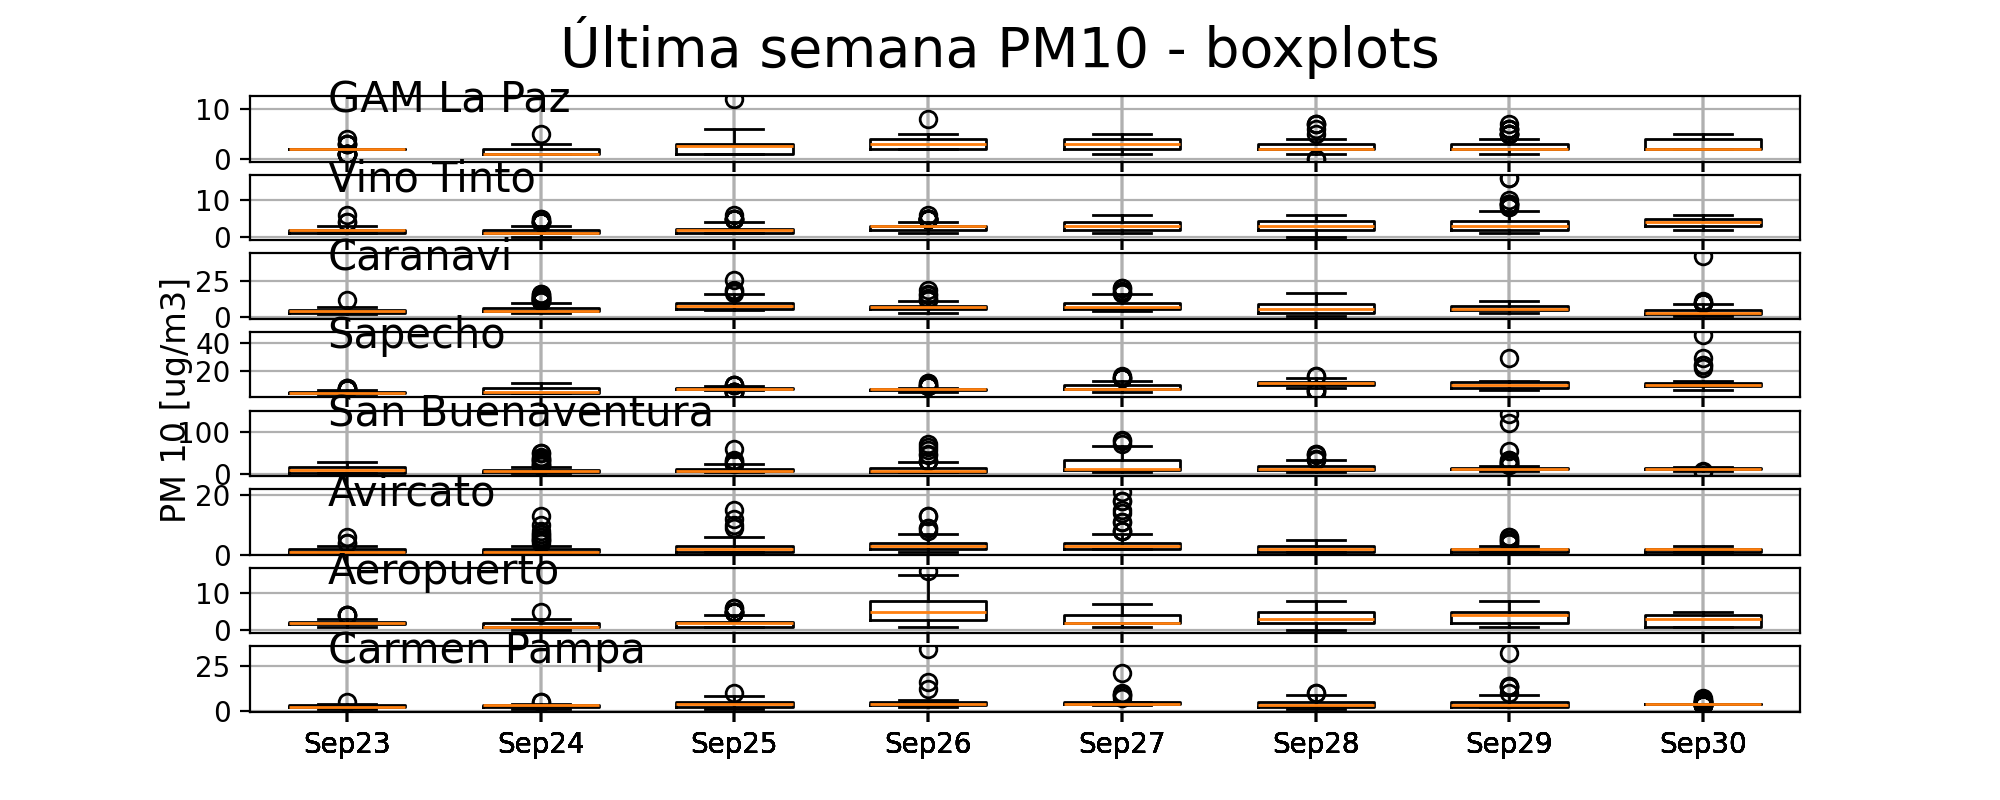 Última semana PM10 - boxplots
GAM La Paz
10
0
Vino Tinto
10
0
Caranavi
25
0
Sapecho
40
20
San Buenaventura
100
0
Avircato
20
0
Aeropuerto
10
0
Carmen Pampa
25
0
PM 10 [ug/m3]
Sep23 Sep24 Sep25 Sep26 Sep27 Sep28 Sep29 Sep30